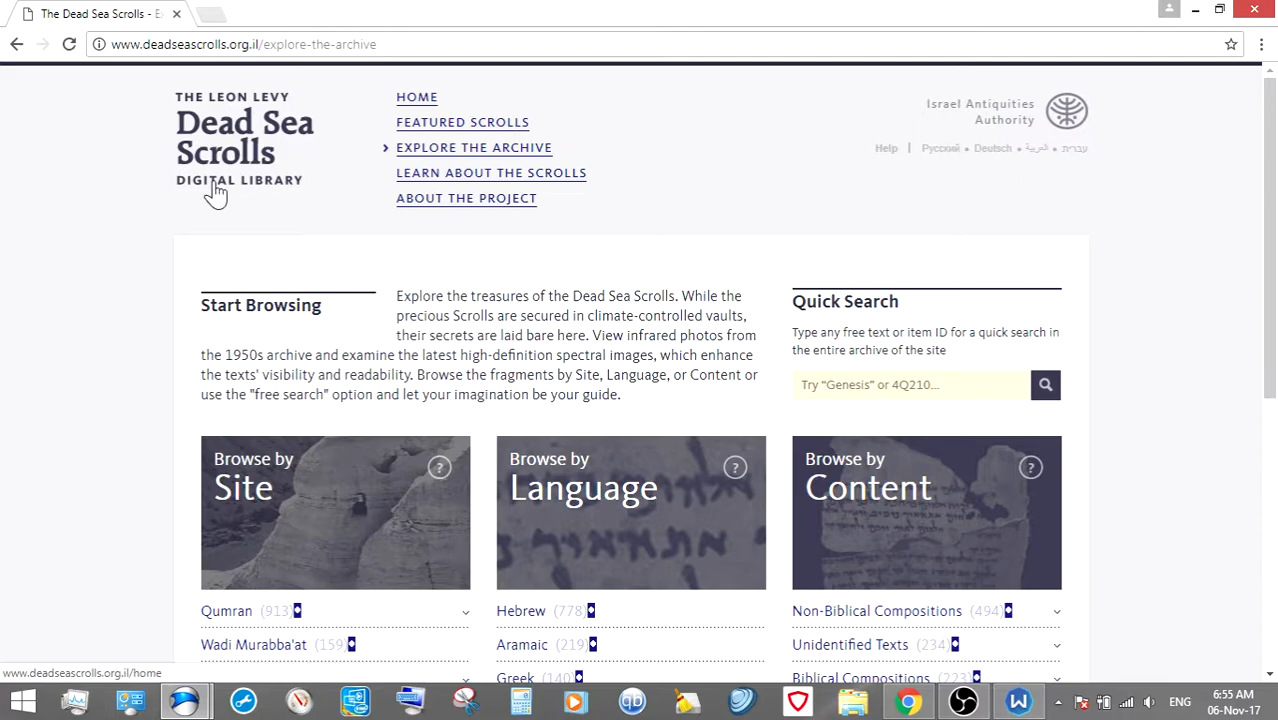 The Dead Sea Scrolls - E
www.deadseascrolls.org.il/explore-the-archive
THE LEON LEVY
Dead Sea
Scrolls
DIGITAL LIBRARY
HOME
FEATURED SCROLLS
EXPLORE THE ARCHIVE
LEARN ABOUT THE SCROLLS
ABOUT THE PROJECT
Israel Antiquities
Authority
Help | Русский • Deutsch • العربية • עברית
Start Browsing
Explore the treasures of the Dead Sea Scrolls. While the
precious Scrolls are secured in climate-controlled vaults,
their secrets are laid bare here. View infrared photos from
the 1950s archive and examine the latest high-definition spectral images, which enhance
the texts' visibility and readability. Browse the fragments by Site, Language, or Content or
use the "free search" option and let your imagination be your guide.
Quick Search
Type any free text or item ID for a quick search in
the entire archive of the site
Try "Genesis" or 4Q210...
Browse by
Site
?
Browse by
Language
?
Browse by
Content
?
Qumran (913)
Wadi Murabba'at (159)
Hebrew (778)
Aramaic (219)
Greek (140)
Non-Biblical Compositions (494)
Unidentified Texts (234)
Biblical Compositions (223)
www.deadseascrolls.org.il/home
qb
W
ENG
6:55 AM
06-Nov-17